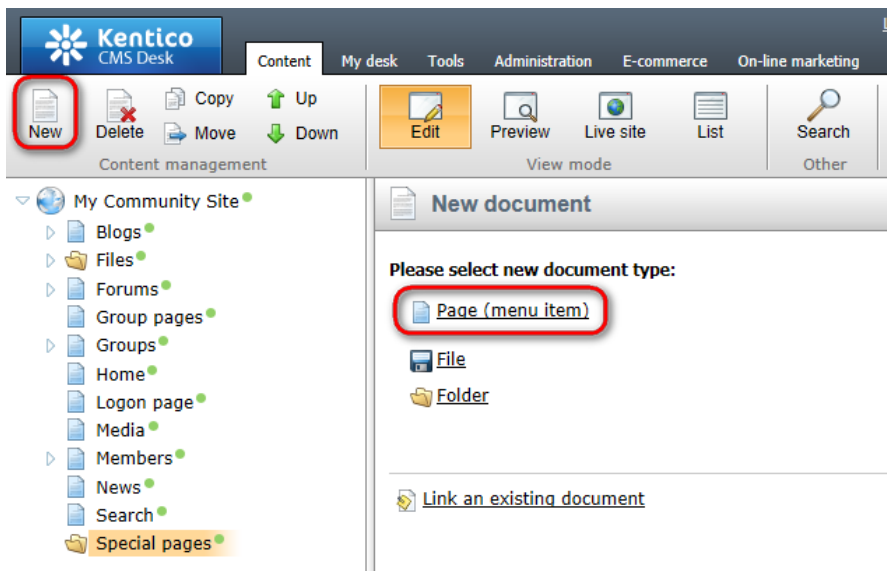 Kentico
CMS Desk
Content My desk Tools Administration E-commerce On-line marketing
New Delete Copy Move Up Down
Content management
Edit Preview Live site List
View mode
Search
Other
My Community Site
Blogs
Files
Forums
Group pages
Groups
Home
Logon page
Media
Members
News
Search
Special pages
New document
Please select new document type:
Page (menu item)
File
Folder
Link an existing document